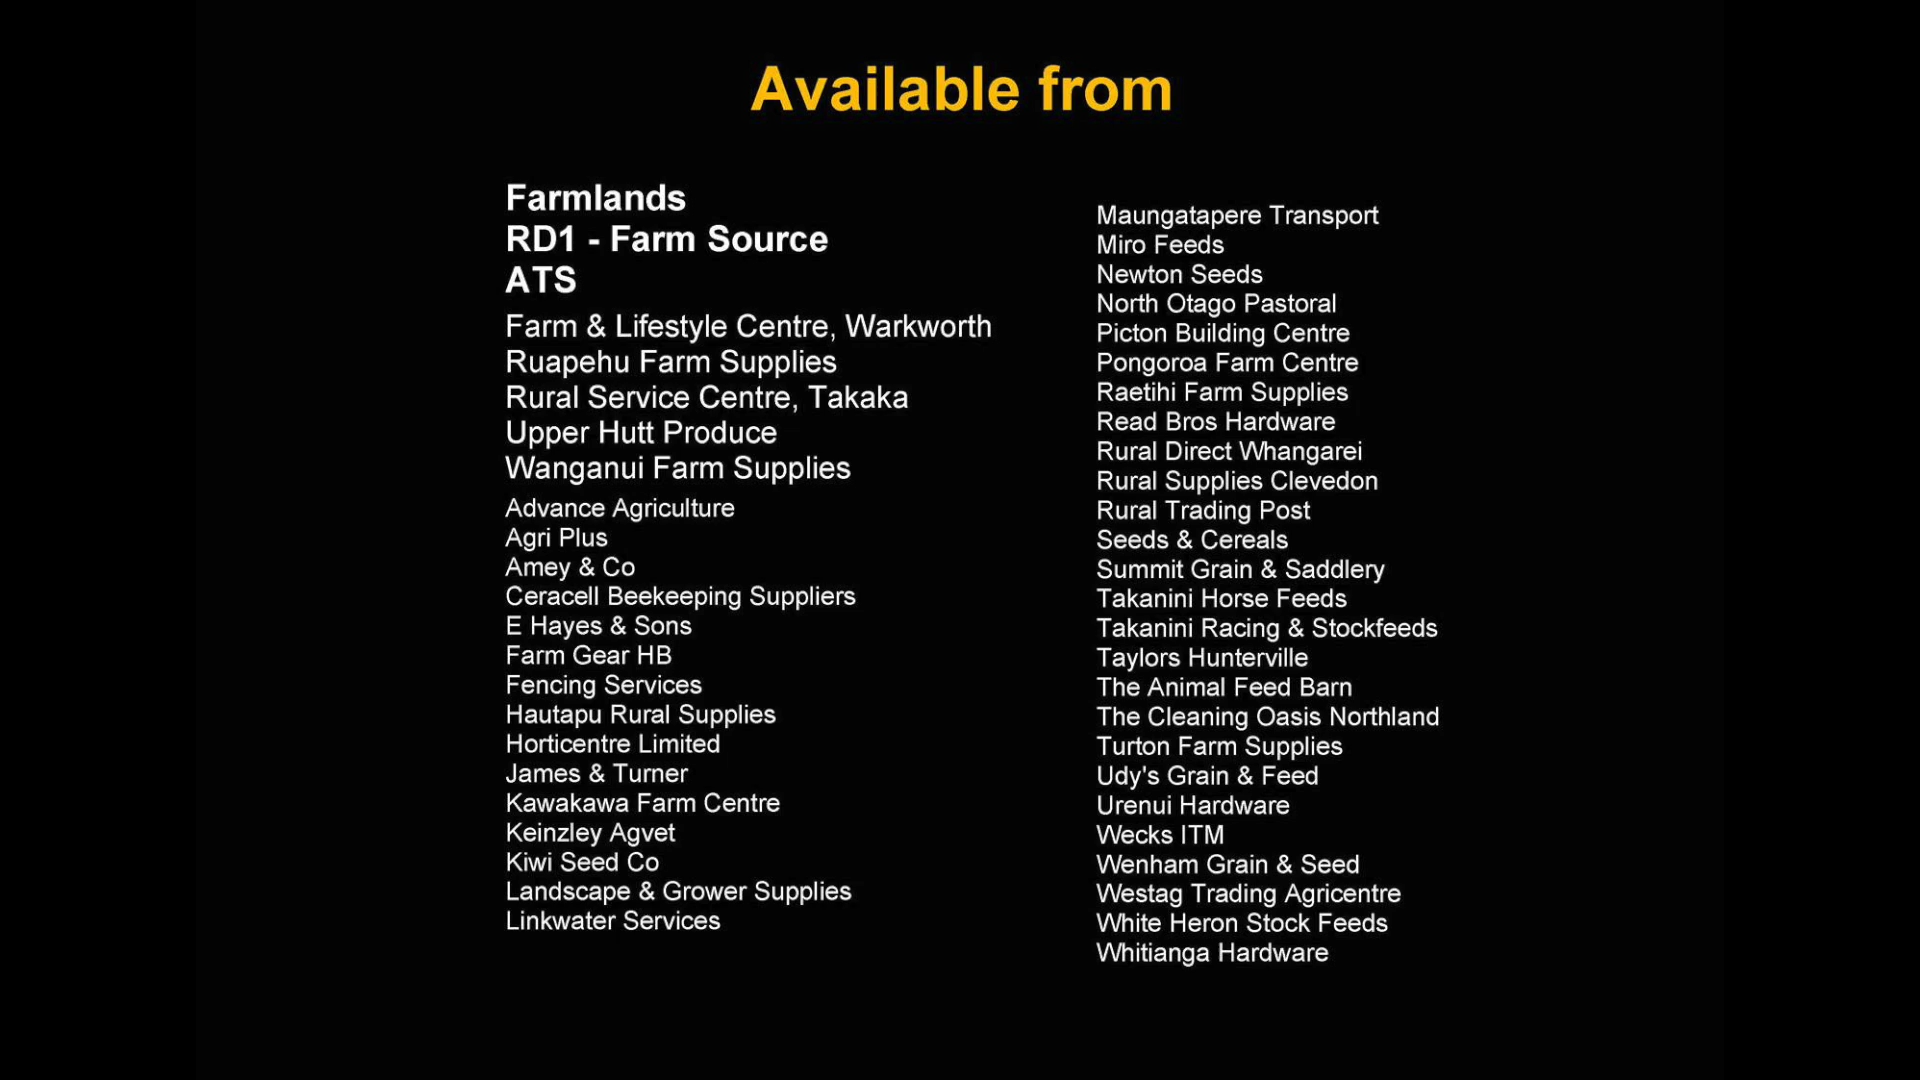 Available from
Farmlands
RD1 - Farm Source
ATS
Farm & Lifestyle Centre, Warkworth
Ruapehu Farm Supplies
Rural Service Centre, Takaka
Upper Hutt Produce
Wanganui Farm Supplies
Advance Agriculture
Agri Plus
Amey & Co
Ceracell Beekeeping Suppliers
E Hayes & Sons
Farm Gear HB
Fencing Services
Hautapu Rural Supplies
Horticentre Limited
James & Turner
Kawakawa Farm Centre
Keinzley Agvet
Kiwi Seed Co
Landscape & Grower Supplies
Linkwater Services
Maungatapere Transport
Miro Feeds
Newton Seeds
North Otago Pastoral
Picton Building Centre
Pongoroa Farm Centre
Raetihi Farm Supplies
Read Bros Hardware
Rural Direct Whangarei
Rural Supplies Clevedon
Rural Trading Post
Seeds & Cereals
Summit Grain & Saddlery
Takanini Horse Feeds
Takanini Racing & Stockfeeds
Taylors Hunterville
The Animal Feed Barn
The Cleaning Oasis Northland
Turton Farm Supplies
Udy's Grain & Feed
Urenui Hardware
Wecks ITM
Wenham Grain & Seed
Westag Trading Agricentre
White Heron Stock Feeds
Whitianga Hardware